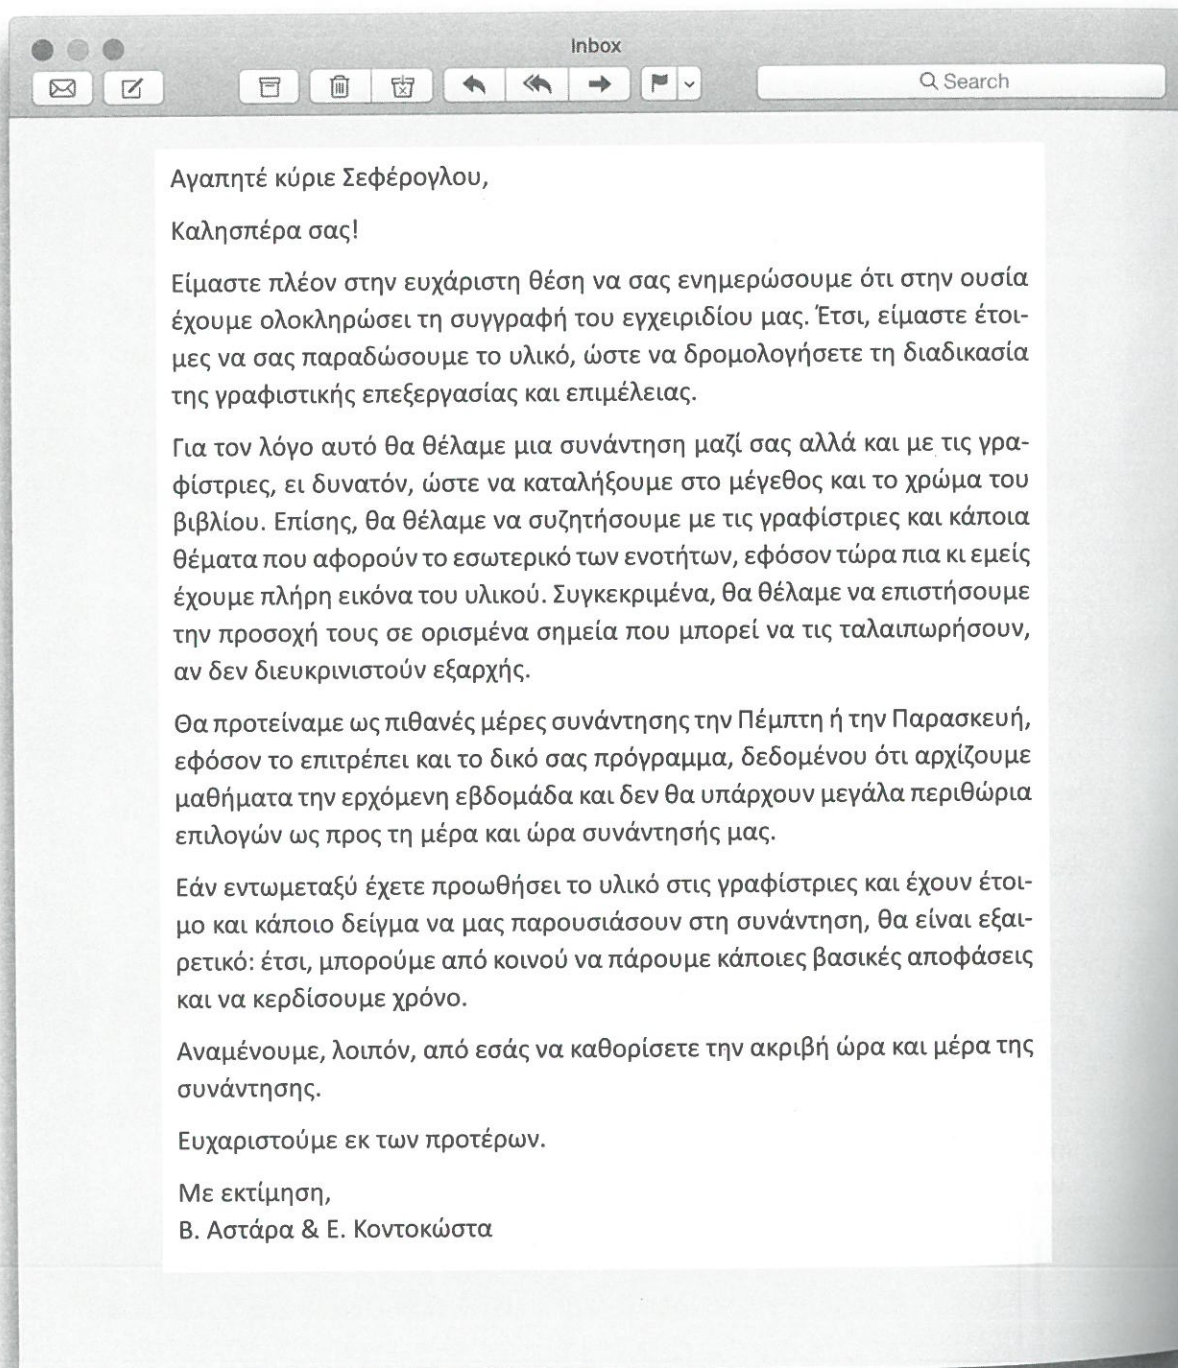 Inbox
Search
Αγαπητέ κύριε Σεφέρογλου,
Καλησπέρα σας!
Είμαστε πλέον στην ευχάριστη θέση να σας ενημερώσουμε ότι στην ουσία
έχουμε ολοκληρώσει τη συγγραφή του εγχειριδίου μας. Έτσι, είμαστε έτοι-
μες να σας παραδώσουμε το υλικό, ώστε να δρομολογήσετε τη διαδικασία
της γραφιστικής επεξεργασίας και επιμέλειας.
Για τον λόγο αυτό θα θέλαμε μια συνάντηση μαζί σας αλλά και με τις γρα-
φίστριες, ει δυνατόν, ώστε να καταλήξουμε στο μέγεθος και το χρώμα του
βιβλίου. Επίσης, θα θέλαμε να συζητήσουμε με τις γραφίστριες και κάποια
θέματα που αφορούν το εσωτερικό των ενοτήτων, εφόσον τώρα πια κι εμείς
έχουμε πλήρη εικόνα του υλικού. Συγκεκριμένα, θα θέλαμε να επιστήσουμε
την προσοχή τους σε ορισμένα σημεία που μπορεί να τις ταλαιπωρήσουν,
αν δεν διευκρινιστούν εξαρχής.
Θα προτείναμε ως πιθανές μέρες συνάντησης την Πέμπτη ή την Παρασκευή,
εφόσον το επιτρέπει και το δικό σας πρόγραμμα, δεδομένου ότι αρχίζουμε
μαθήματα την ερχόμενη εβδομάδα και δεν θα υπάρχουν μεγάλα περιθώρια
επιλογών ως προς τη μέρα και ώρα συνάντησής μας.
Εάν εντωμεταξύ έχετε προωθήσει το υλικό στις γραφίστριες και έχουν έτοι-
μο και κάποιο δείγμα να μας παρουσιάσουν στη συνάντηση, θα είναι εξαι-
ρετικό: έτσι, μπορούμε από κοινού να πάρουμε κάποιες βασικές αποφάσεις
και να κερδίσουμε χρόνο.
Αναμένουμε, λοιπόν, από εσάς να καθορίσετε την ακριβή ώρα και μέρα της
συνάντησης.
Ευχαριστούμε εκ των προτέρων.
Με εκτίμηση,
Β. Αστάρα & Ε. Κοντοκώστα